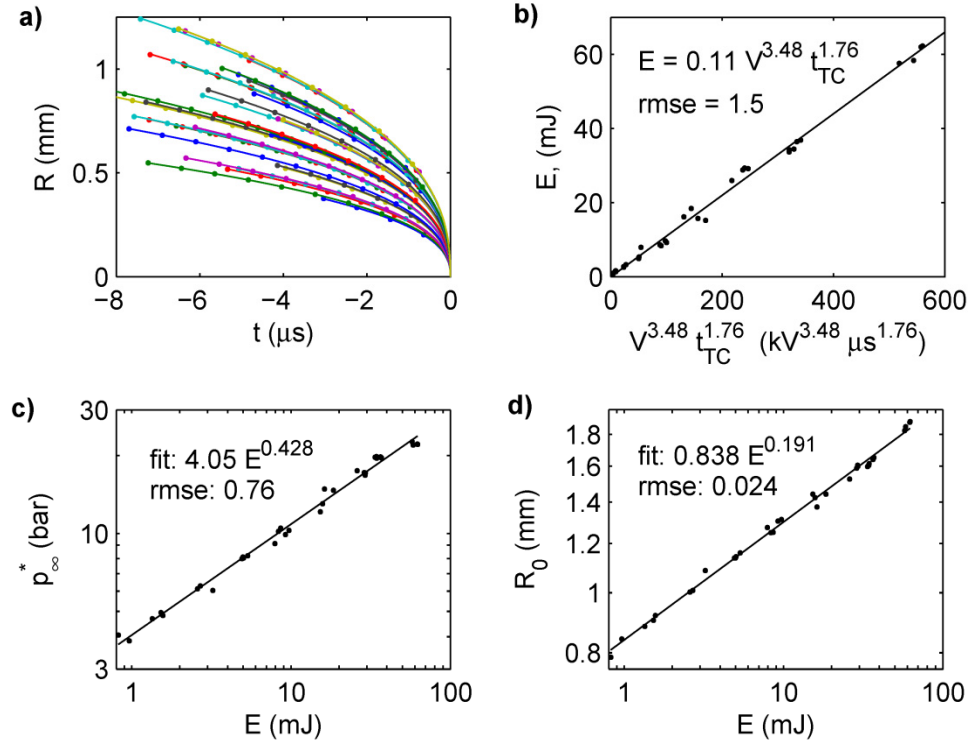 a)
R (mm)
1
0.5
0
−8 −6 −4 −2 0
t (μs)
b)
E = 0.11 V^3.48 t_TC^1.76
rmse = 1.5
E, (mJ)
60
40
20
0
0 200 400 600
V^3.48 t_TC^1.76 (kV^3.48 μs^1.76)
c)
30
fit: 4.05 E^0.428
rmse: 0.76
p*_∞ (bar)
10
3
1 10 100
E (mJ)
d)
1.8
1.6
1.4
1.2
1
0.8
fit: 0.838 E^0.191
rmse: 0.024
R_0 (mm)
1 10 100
E (mJ)